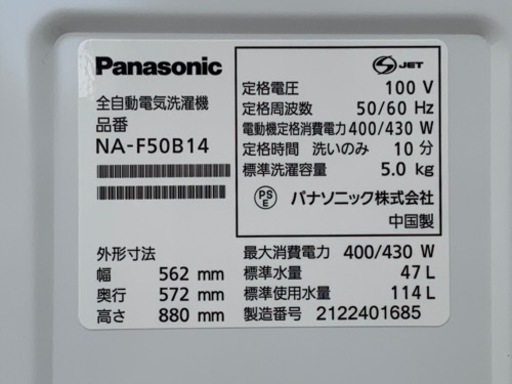 Panasonic
全自動電気洗濯機
品番
NA-F50B14
外形寸法
幅 562 mm
奥行 572 mm
高さ 880 mm
S JET
定格電圧 100 V
定格周波数 50/60 Hz
電動機定格消費電力 400/430 W
定格時間 洗いのみ 10分
標準洗濯容量 5.0 kg
PSE パナソニック株式会社
中国製
最大消費電力 400/430 W
標準水量 47 L
標準使用水量 114 L
製造番号 2122401685